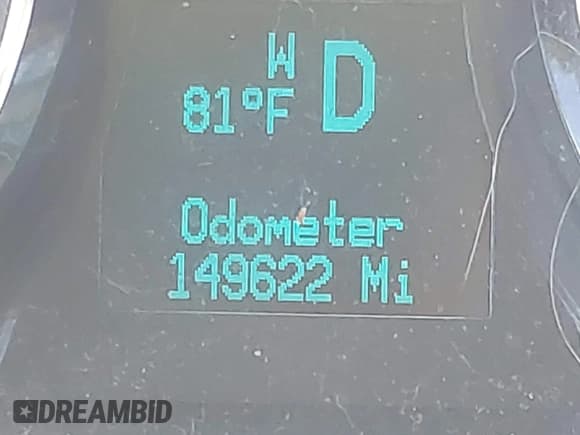 W
81°F D
Odometer
149622 Mi
DREAMBID